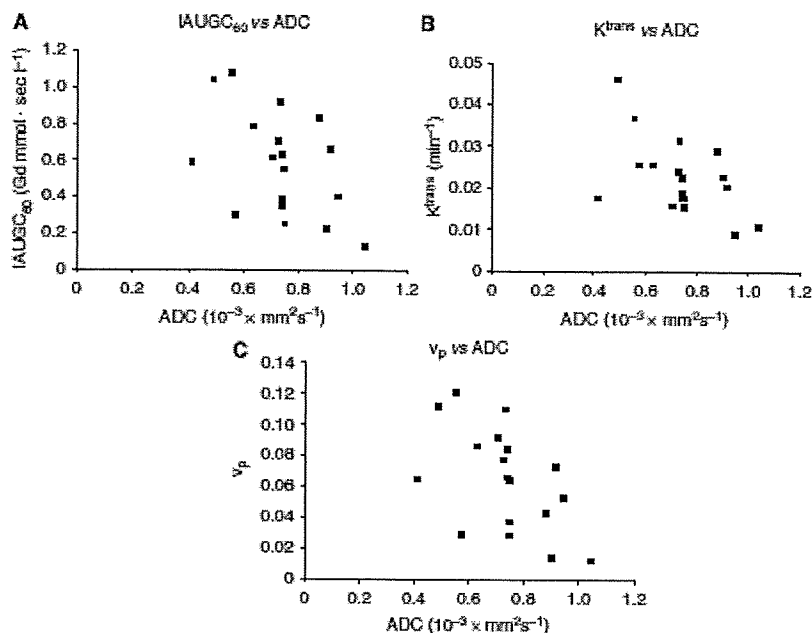 A
IAUGC60 vs ADC
IAUGC60 (Gd mmol · sec l−1)
1.2
1.0
0.8
0.6
0.4
0.2
0
0 0.2 0.4 0.6 0.8 1.0 1.2
ADC (10−3 × mm2s−1)
B
Ktrans vs ADC
Ktrans (min−1)
0.05
0.04
0.03
0.02
0.01
0
0 0.2 0.4 0.6 0.8 1.0 1.2
ADC (10−3 × mm2s−1)
C
vp vs ADC
vp
0.14
0.12
0.10
0.08
0.06
0.04
0.02
0
0 0.2 0.4 0.6 0.8 1.0 1.2
ADC (10−3 × mm2s−1)